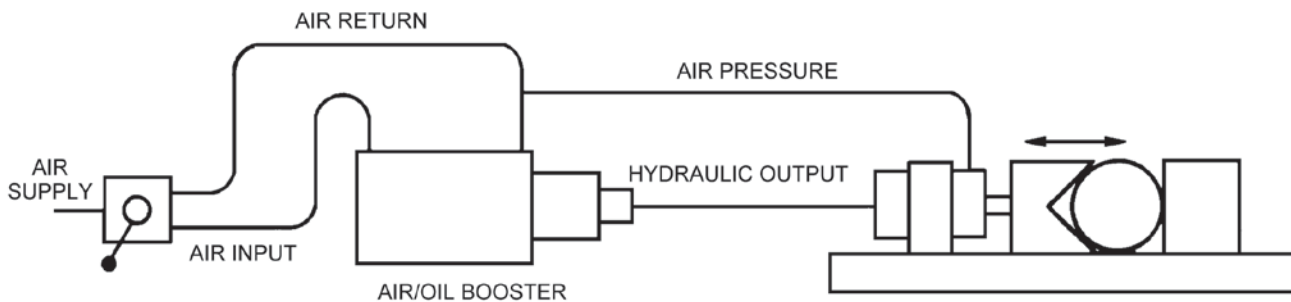 AIR RETURN
AIR PRESSURE
AIR
SUPPLY
HYDRAULIC OUTPUT
AIR INPUT
AIR/OIL BOOSTER